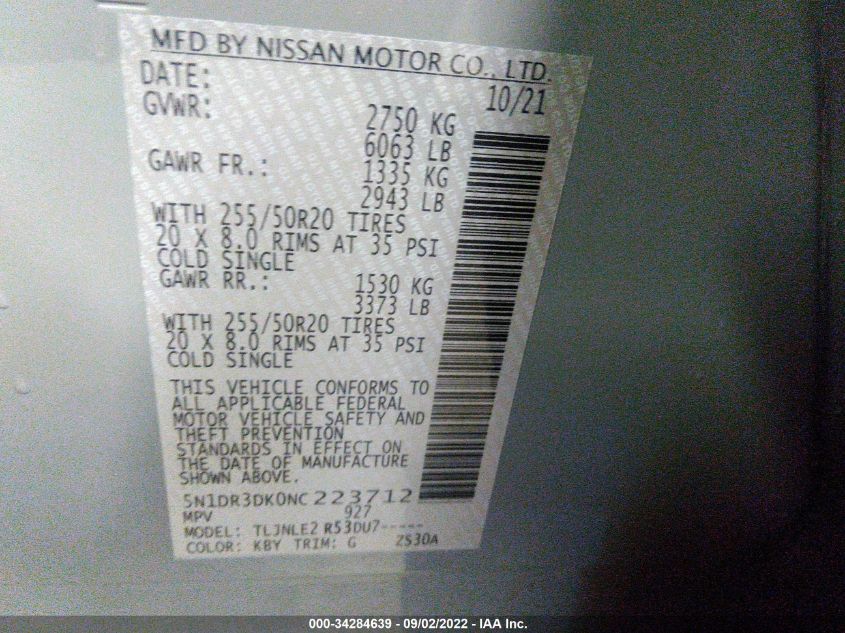 MFD BY NISSAN MOTOR CO., LTD.
DATE: 10/21
GVWR: 2750 KG
6063 LB
GAWR FR.: 1335 KG
2943 LB
WITH 255/50R20 TIRES
20 X 8.0 RIMS AT 35 PSI
COLD SINGLE
GAWR RR.: 1530 KG
3373 LB
WITH 255/50R20 TIRES
20 X 8.0 RIMS AT 35 PSI
COLD SINGLE
THIS VEHICLE CONFORMS TO
ALL APPLICABLE FEDERAL
MOTOR VEHICLE SAFETY AND
THEFT PREVENTION
STANDARDS IN EFFECT ON
THE DATE OF MANUFACTURE
SHOWN ABOVE.
5N1DR3DK0NC223712
MPV 927
MODEL: TLJNLE2 R53DU7-----
COLOR: KBY TRIM: G ZS30A
000-34284639 - 09/02/2022 - IAA Inc.